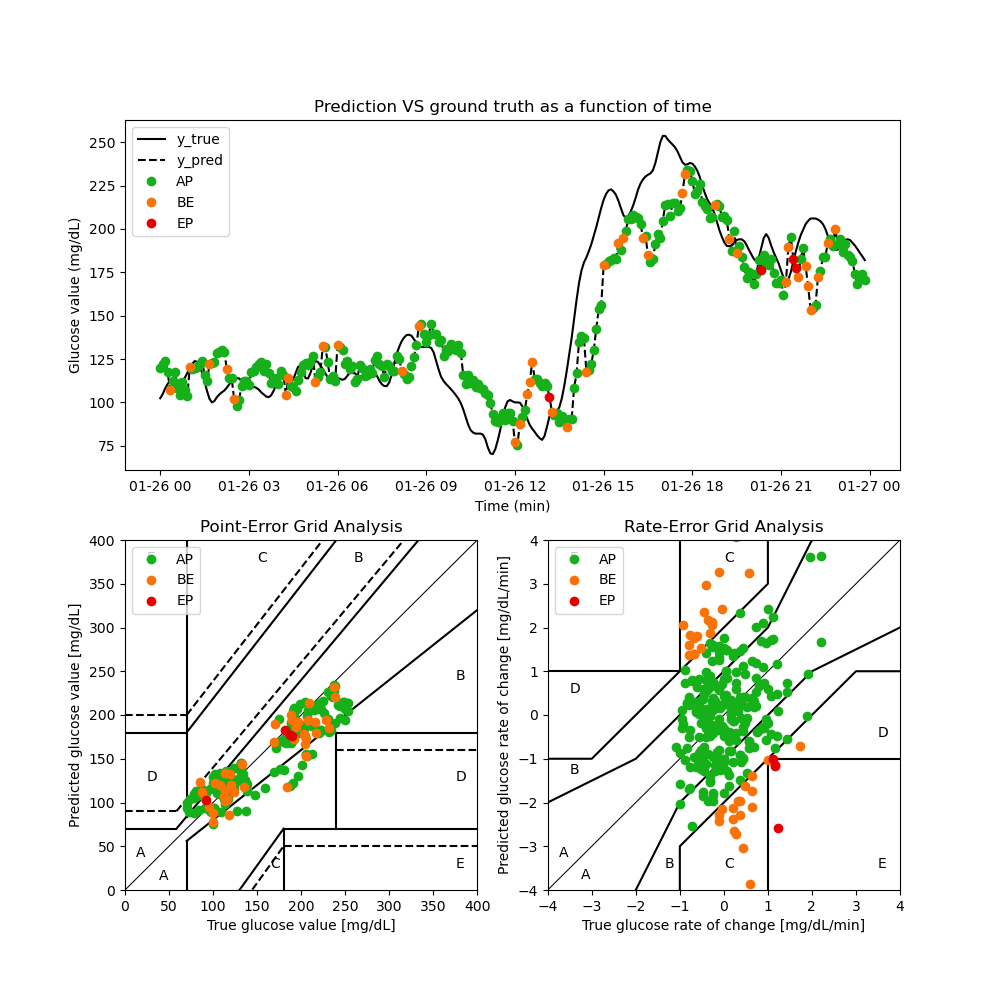 Prediction VS ground truth as a function of time
Glucose value (mg/dL)
250
225
200
175
150
125
100
75
y_true
y_pred
AP
BE
EP
01-26 00 01-26 03 01-26 06 01-26 09 01-26 12 01-26 15 01-26 18 01-26 21 01-27 00
Time (min)
Point-Error Grid Analysis
Predicted glucose value [mg/dL]
400
350
300
250
200
150
100
50
0
AP
BE
EP
C
B
B
D
D
A
A
C
E
0 50 100 150 200 250 300 350 400
True glucose value [mg/dL]
Rate-Error Grid Analysis
Predicted glucose rate of change [mg/dL/min]
4
3
2
1
0
−1
−2
−3
−4
AP
BE
EP
C
D
D
B
A
A
B
C
E
−4 −3 −2 −1 0 1 2 3 4
True glucose rate of change [mg/dL/min]